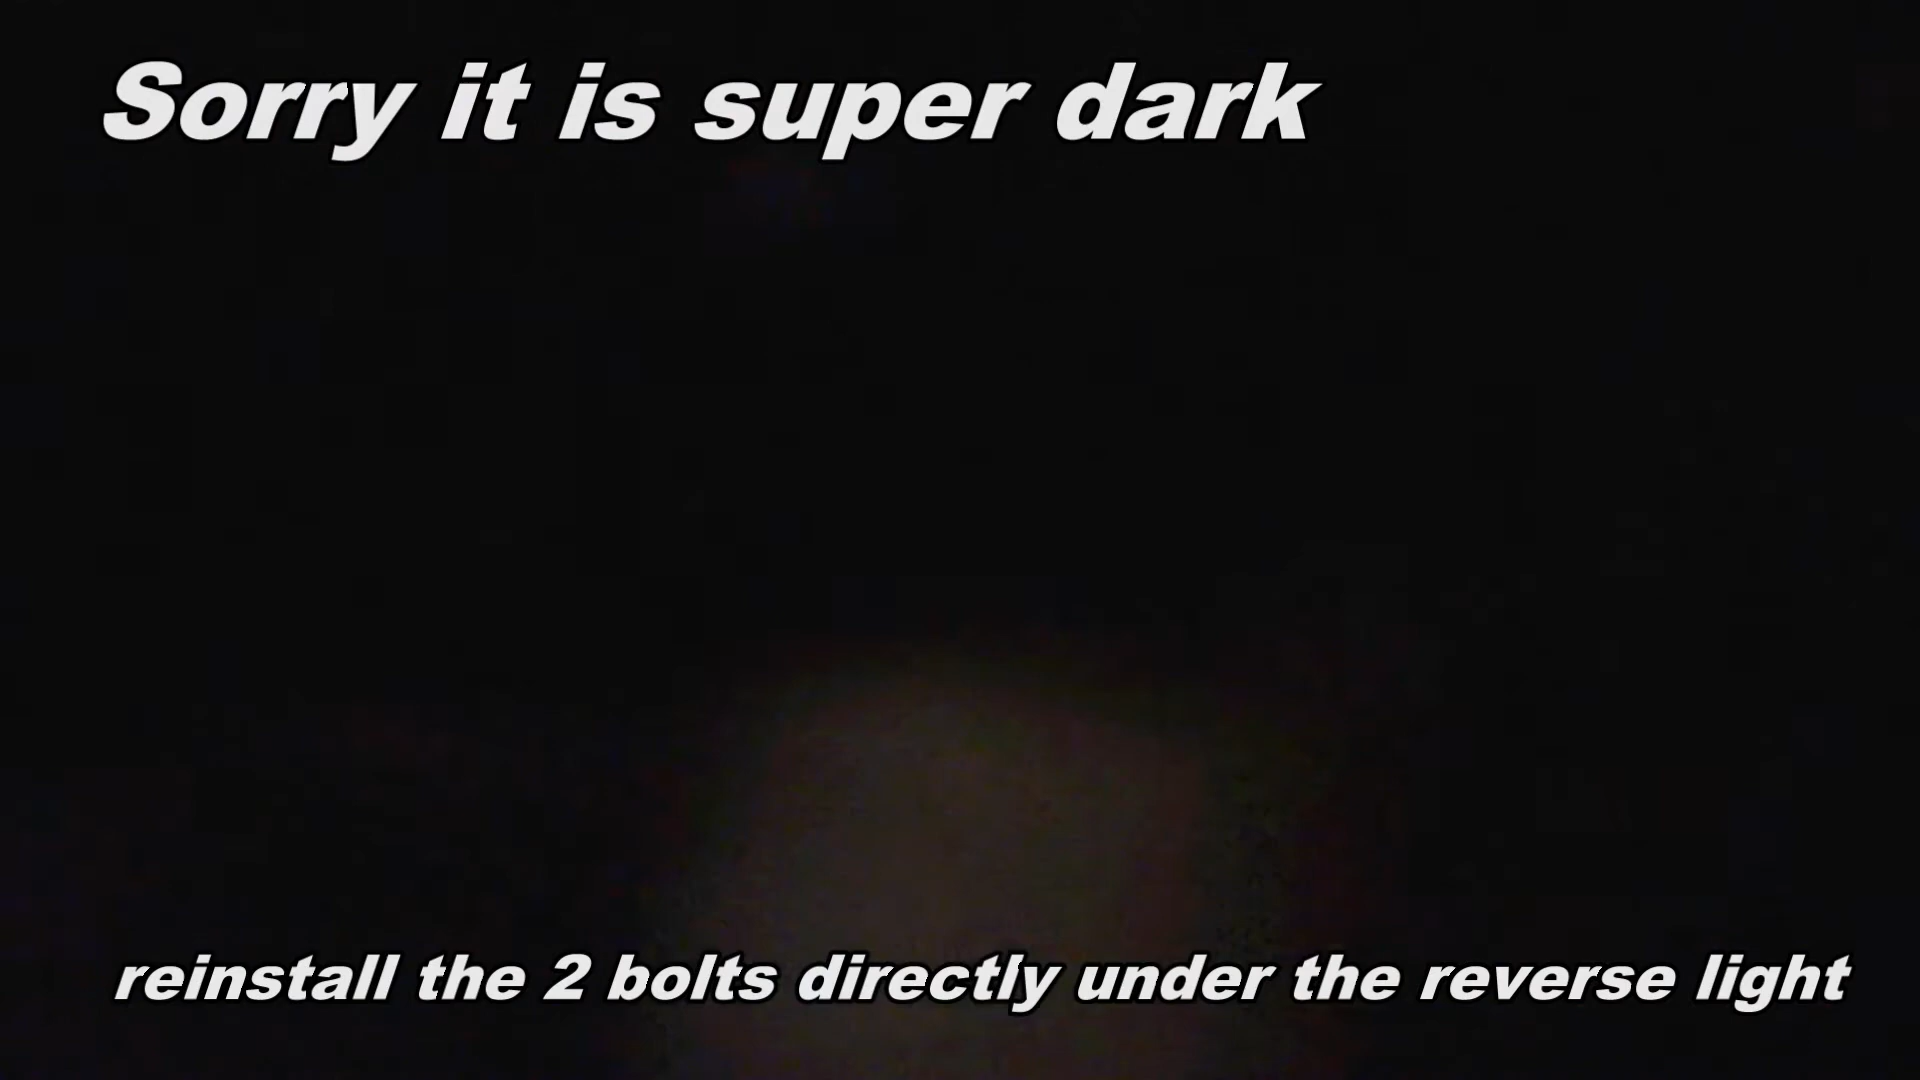 Sorry it is super dark
reinstall the 2 bolts directly under the reverse light